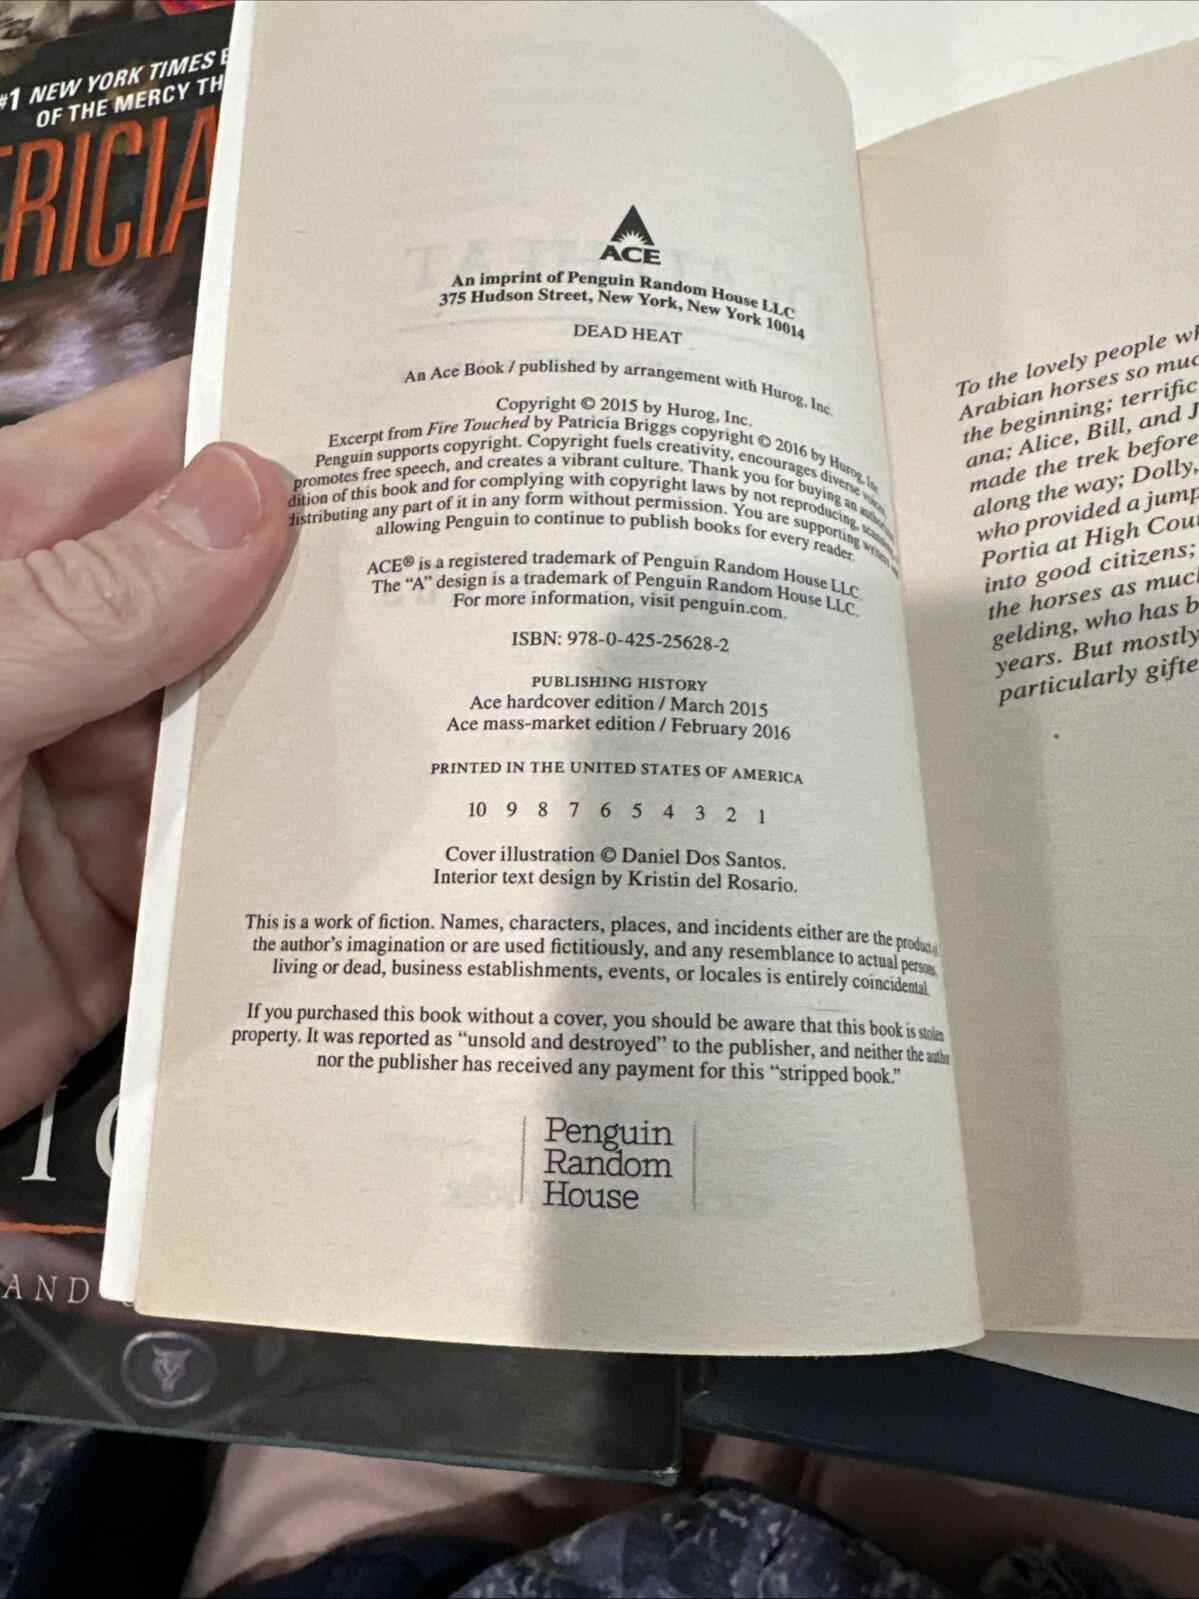 #1 NEW YORK TIMES
OF THE MERCY TH
ERICIA
ACE
An imprint of Penguin Random House LLC
375 Hudson Street, New York, New York 10014
DEAD HEAT
An Ace Book / published by arrangement with Hurog, Inc.
Copyright © 2015 by Hurog, Inc.
Excerpt from Fire Touched by Patricia Briggs copyright © 2016 by Hurog, Inc.
Penguin supports copyright. Copyright fuels creativity, encourages diverse voices,
promotes free speech, and creates a vibrant culture. Thank you for buying an
dition of this book and for complying with copyright laws by not reproducing, scanning,
distributing any part of it in any form without permission. You are supporting writers
allowing Penguin to continue to publish books for every reader.
ACE® is a registered trademark of Penguin Random House LLC.
The “A” design is a trademark of Penguin Random House LLC.
For more information, visit penguin.com.
ISBN: 978-0-425-25628-2
PUBLISHING HISTORY
Ace hardcover edition / March 2015
Ace mass-market edition / February 2016
PRINTED IN THE UNITED STATES OF AMERICA
10 9 8 7 6 5 4 3 2 1
Cover illustration © Daniel Dos Santos.
Interior text design by Kristin del Rosario.
This is a work of fiction. Names, characters, places, and incidents either are the product of
the author’s imagination or are used fictitiously, and any resemblance to actual persons,
living or dead, business establishments, events, or locales is entirely coincidental.
If you purchased this book without a cover, you should be aware that this book is stolen
property. It was reported as “unsold and destroyed” to the publisher, and neither the author
nor the publisher has received any payment for this “stripped book.”
Penguin
Random
House
AND
To the lovely people wh
Arabian horses so muc
the beginning; terrific
ana; Alice, Bill, and J
made the trek before
along the way; Dolly,
who provided a jump
Portia at High Cou
into good citizens;
the horses as much
gelding, who has b
years. But mostly
particularly gifte